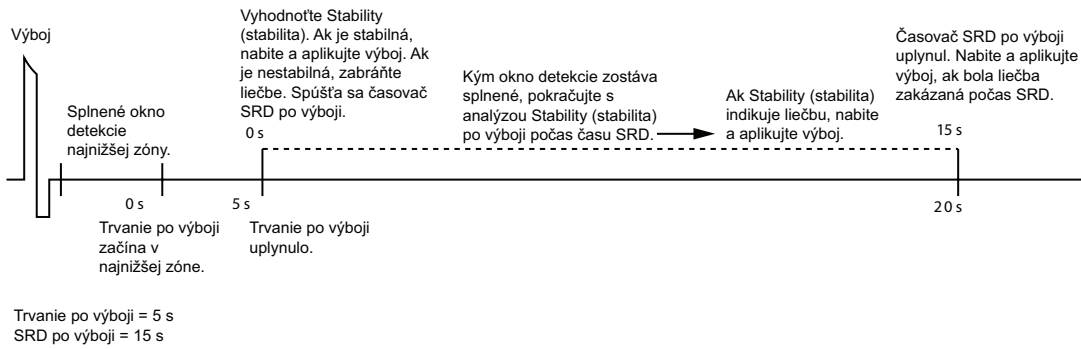 Výboj
Splnené okno
detekcie
najnižšej zóny.
Vyhodnoťte Stability
(stabilita). Ak je stabilná,
nabite a aplikujte výboj. Ak
je nestabilná, zabráňte
liečbe. Spúšťa sa časovač
SRD po výboji.
0 s
Kým okno detekcie zostáva
splnené, pokračujte s
analýzou Stability (stabilita)
po výboji počas času SRD.
Ak Stability (stabilita)
indikuje liečbu, nabite
a aplikujte výboj.
Časovač SRD po výboji
uplynul. Nabite a aplikujte
výboj, ak bola liečba
zakázaná počas SRD.
15 s
0 s
5 s
20 s
Trvanie po výboji
začína v
najnižšej zóne.
Trvanie po výboji
uplynulo.
Trvanie po výboji = 5 s
SRD po výboji = 15 s